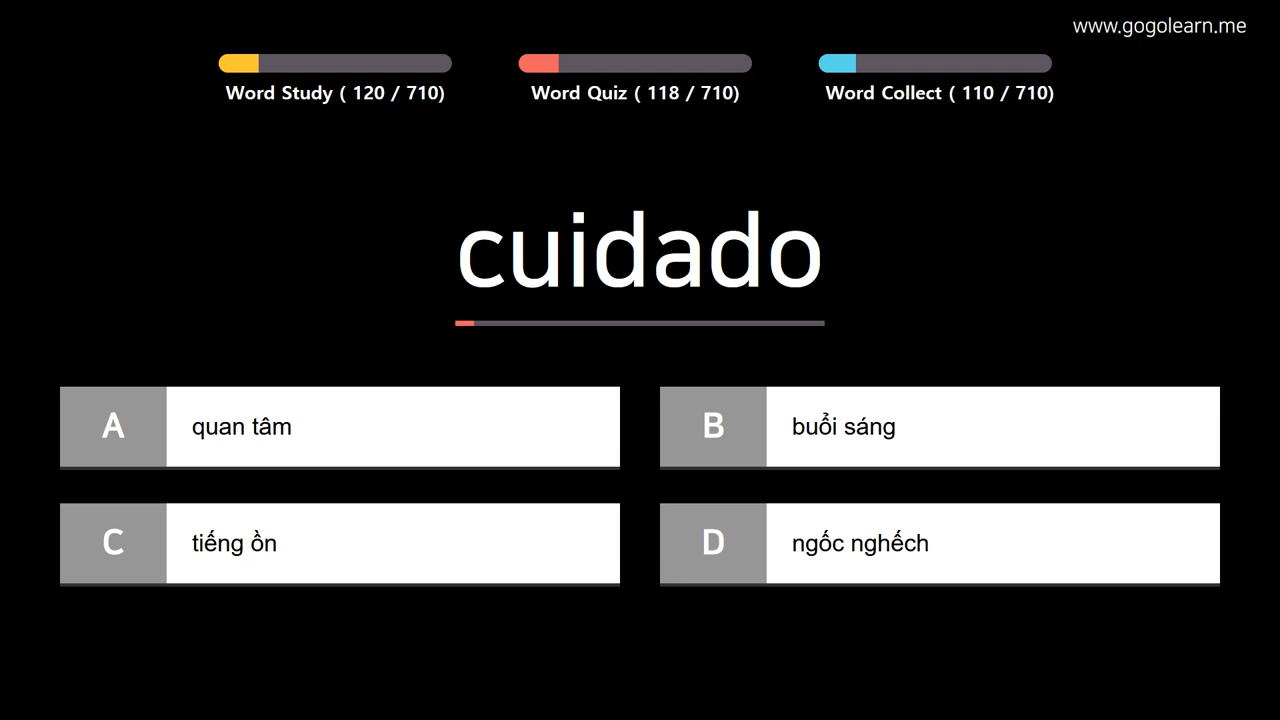 www.gogolearn.me
Word Study ( 120 / 710)
Word Quiz ( 118 / 710)
Word Collect ( 110 / 710)
cuidado
A quan tâm
B buổi sáng
C tiếng ồn
D ngốc nghếch